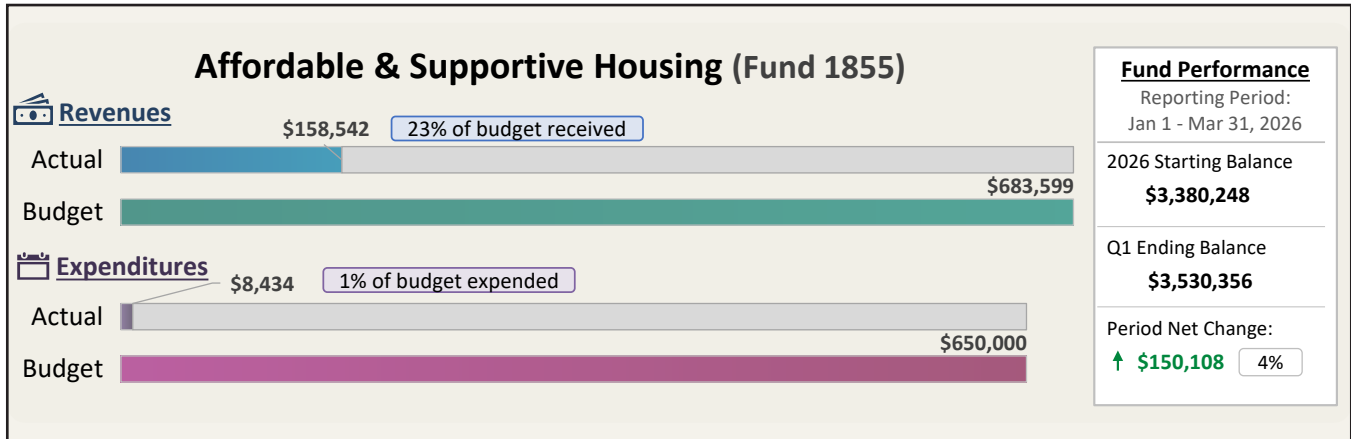 Affordable & Supportive Housing (Fund 1855)
Revenues
$158,542
23% of budget received
Actual
$683,599
Budget
Expenditures
$8,434
1% of budget expended
Actual
$650,000
Budget
Fund Performance
Reporting Period:
Jan 1 - Mar 31, 2026
2026 Starting Balance
$3,380,248
Q1 Ending Balance
$3,530,356
Period Net Change:
$150,108
4%